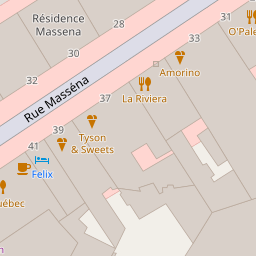 Résidence
Massena
28
31
O'Pale
33
Amorino
32
30
La Riviera
37
Rue Masséna
39
Tyson
& Sweets
41
Felix
uébec